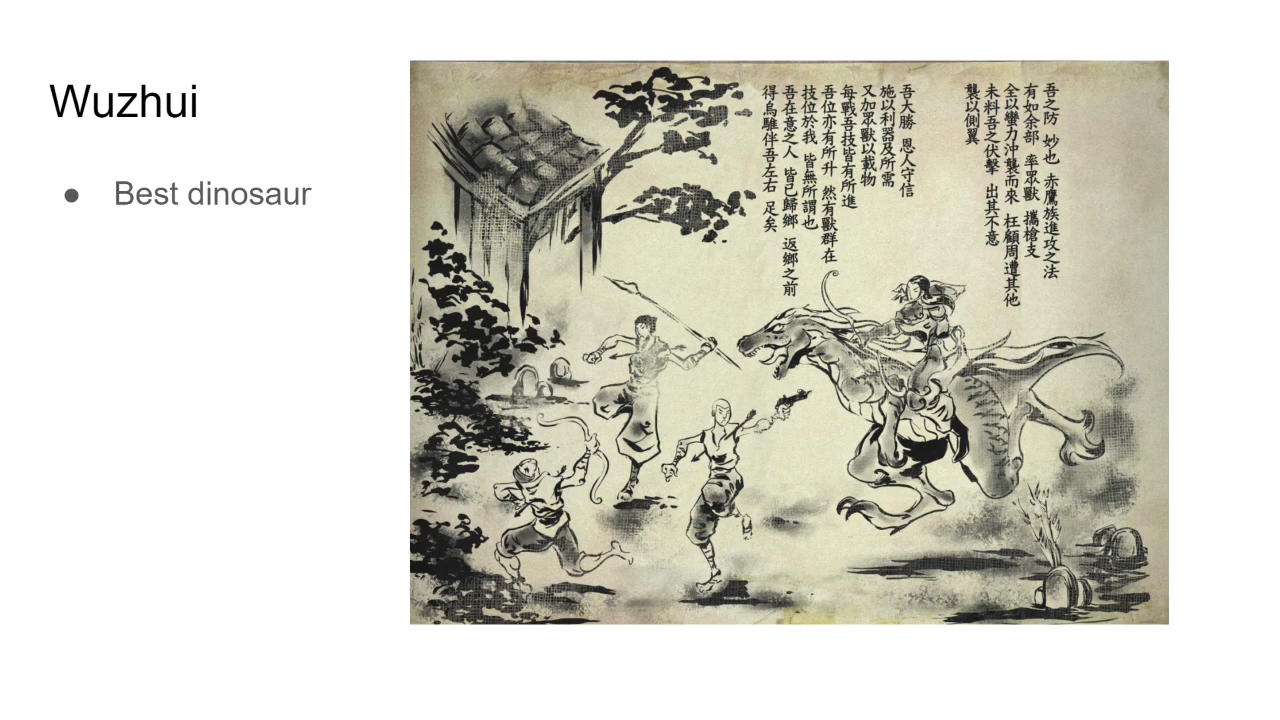 Wuzhui
● Best dinosaur
吾之防 妙也 赤鷹族進攻之法
有如余部 率眾獸 攜槍支
全以蠻力沖襲而來 枉顧周遭其他
未料吾之伏擊 出其不意
襲以側翼
吾大勝 恩人守信
施以利器及所需
又加眾獸以載物
每戰吾技皆有所進
吾位亦有所升 然有獸群在
技位於我 皆無所謂也
吾在意之人 皆已歸鄉 返鄉之前
得烏騅伴吾左右 足矣